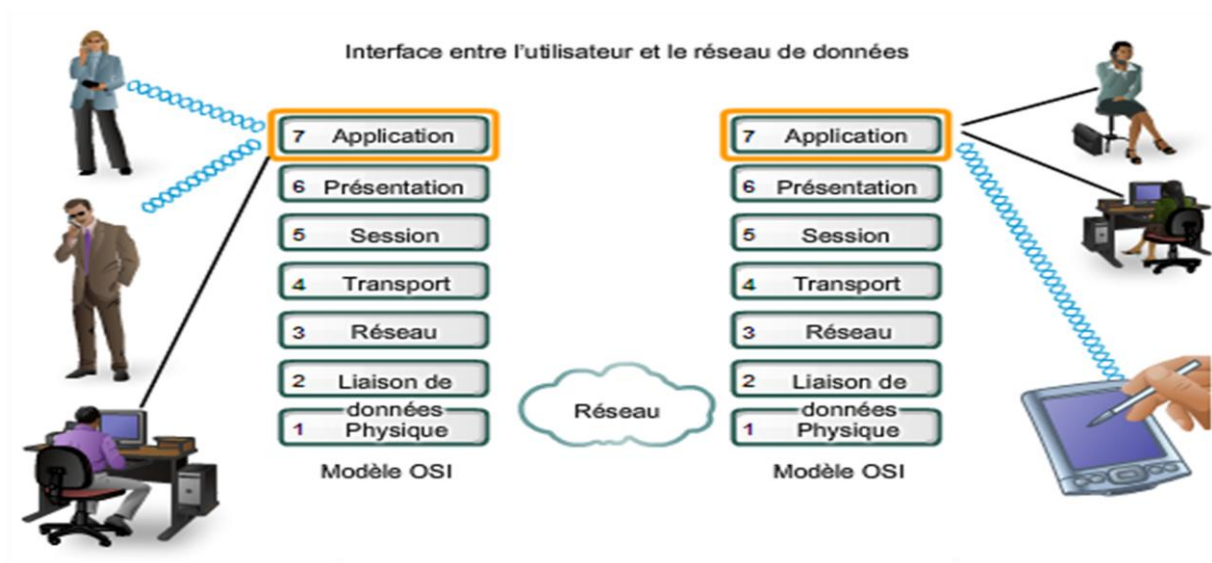 Interface entre l'utilisateur et le réseau de données
7 Application
6 Présentation
5 Session
4 Transport
3 Réseau
2 Liaison de
données
1 Physique
Modèle OSI
Réseau
7 Application
6 Présentation
5 Session
4 Transport
3 Réseau
2 Liaison de
données
1 Physique
Modèle OSI